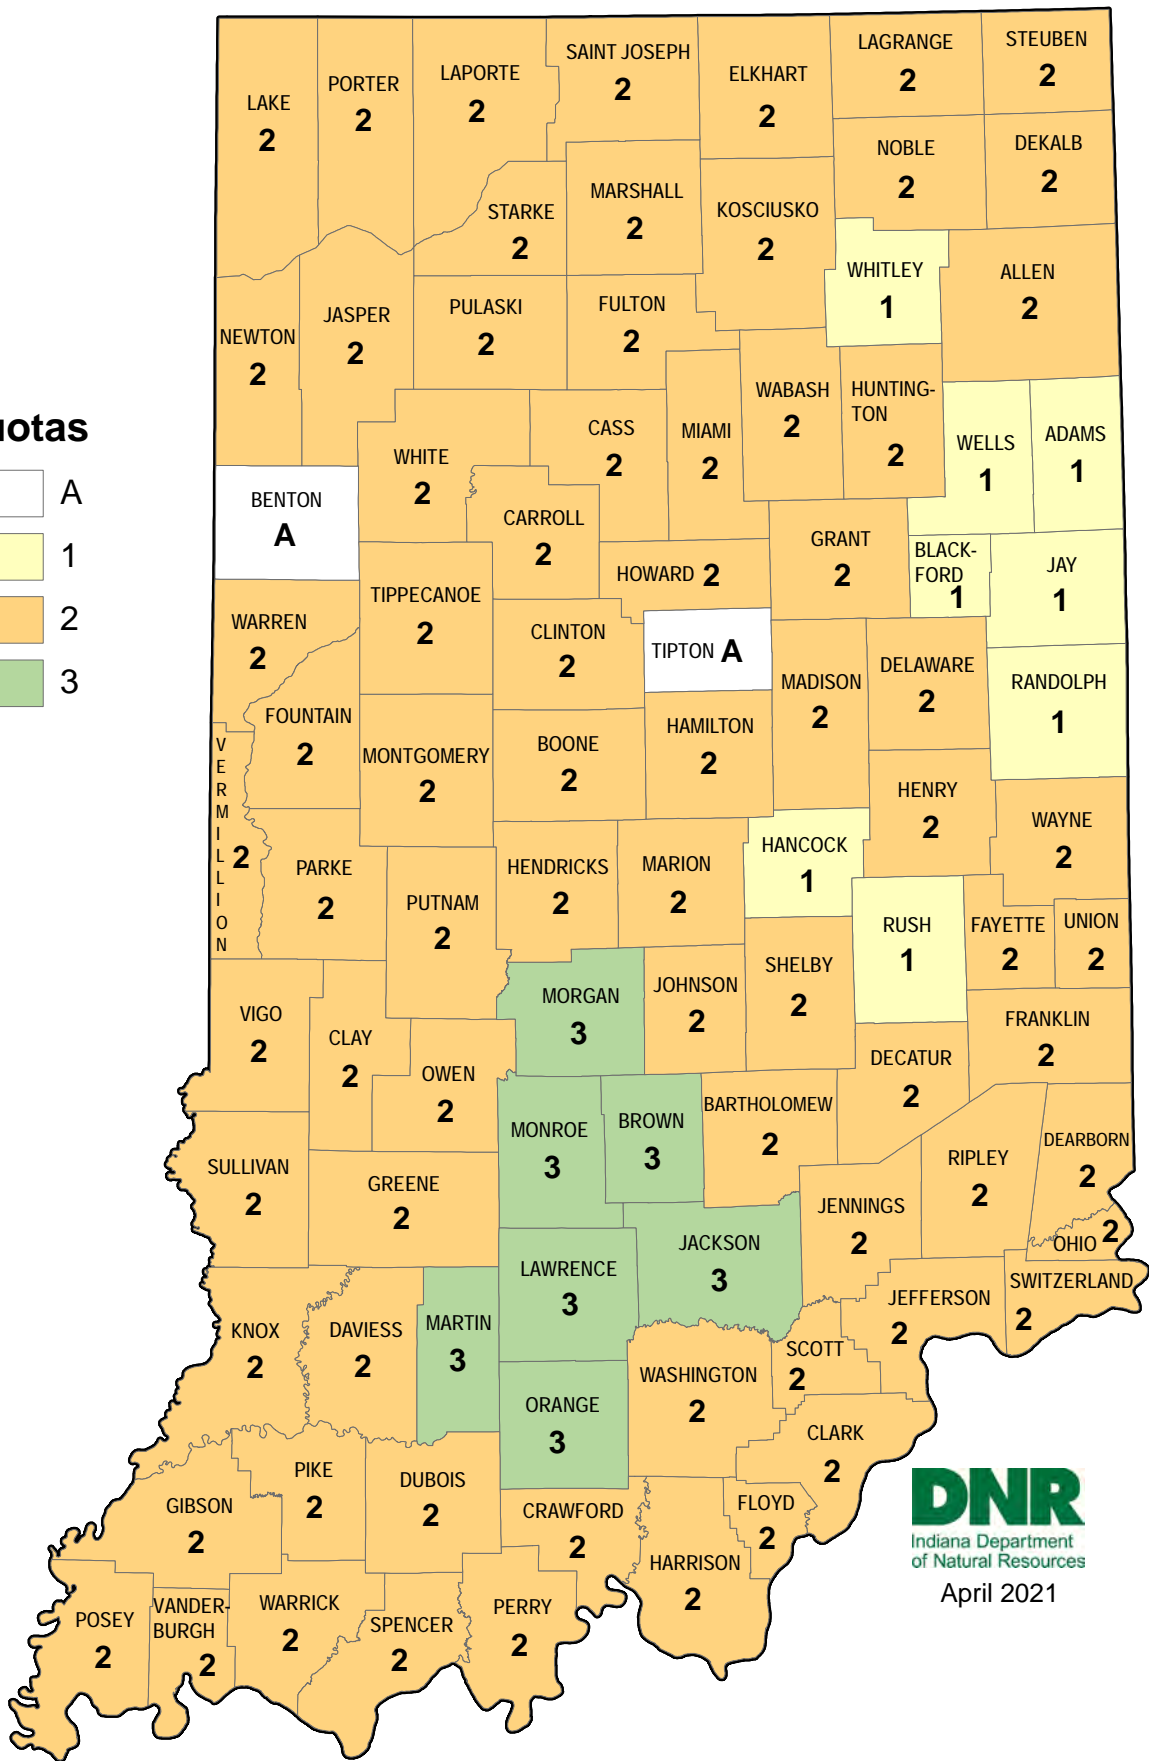 LAKE
2
PORTER
2
LAPORTE
2
SAINT JOSEPH
2
ELKHART
2
LAGRANGE
2
STEUBEN
2
NOBLE
2
DEKALB
2
STARKE
2
MARSHALL
2
KOSCIUSKO
2
WHITLEY
1
ALLEN
2
NEWTON
2
JASPER
2
PULASKI
2
FULTON
2
WABASH
2
HUNTING-
TON
2
WELLS
1
ADAMS
1
uotas
A
1
2
3
BENTON
A
WHITE
2
CASS
2
MIAMI
2
CARROLL
2
HOWARD 2
GRANT
2
BLACK-
FORD
1
JAY
1
WARREN
2
TIPPECANOE
2
CLINTON
2
TIPTON A
MADISON
2
DELAWARE
2
RANDOLPH
1
FOUNTAIN
2
MONTGOMERY
2
BOONE
2
HAMILTON
2
HENRY
2
WAYNE
2
VERMILLION
2
PARKE
2
PUTNAM
2
HENDRICKS
2
MARION
2
HANCOCK
1
RUSH
1
FAYETTE
2
UNION
2
VIGO
2
CLAY
2
OWEN
2
MORGAN
3
JOHNSON
2
SHELBY
2
DECATUR
2
FRANKLIN
2
SULLIVAN
2
GREENE
2
MONROE
3
BROWN
3
BARTHOLOMEW
2
JENNINGS
2
RIPLEY
2
DEARBORN
2
OHIO 2
KNOX
2
DAVIESS
2
MARTIN
3
LAWRENCE
3
JACKSON
3
JEFFERSON
2
SWITZERLAND
2
ORANGE
3
WASHINGTON
2
SCOTT
2
CLARK
2
GIBSON
2
PIKE
2
DUBOIS
2
CRAWFORD
2
FLOYD
2
HARRISON
2
POSEY
2
VANDER-
BURGH
2
WARRICK
2
SPENCER
2
PERRY
2
DNR
Indiana Department
of Natural Resources
April 2021